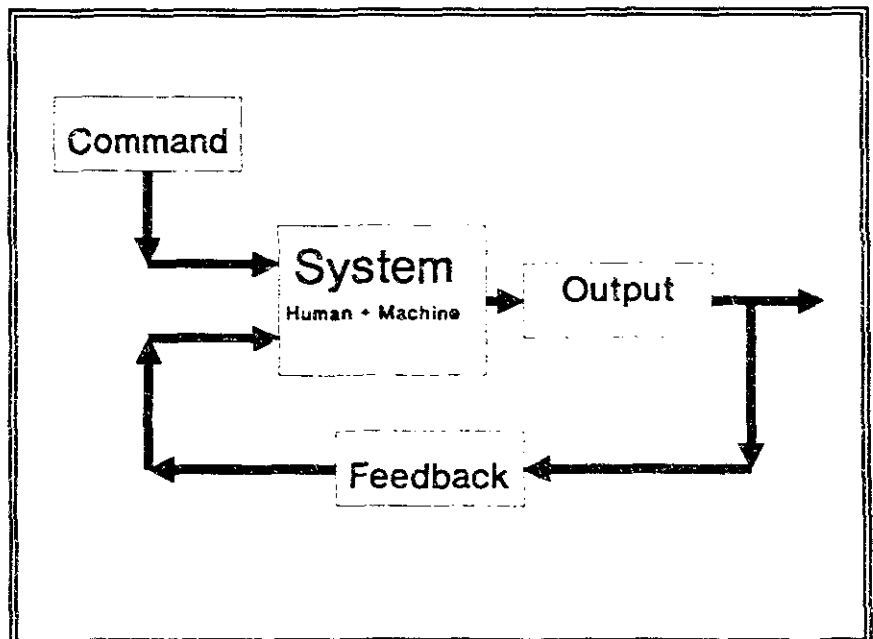 Command
System
Human + Machine
Output
Feedback